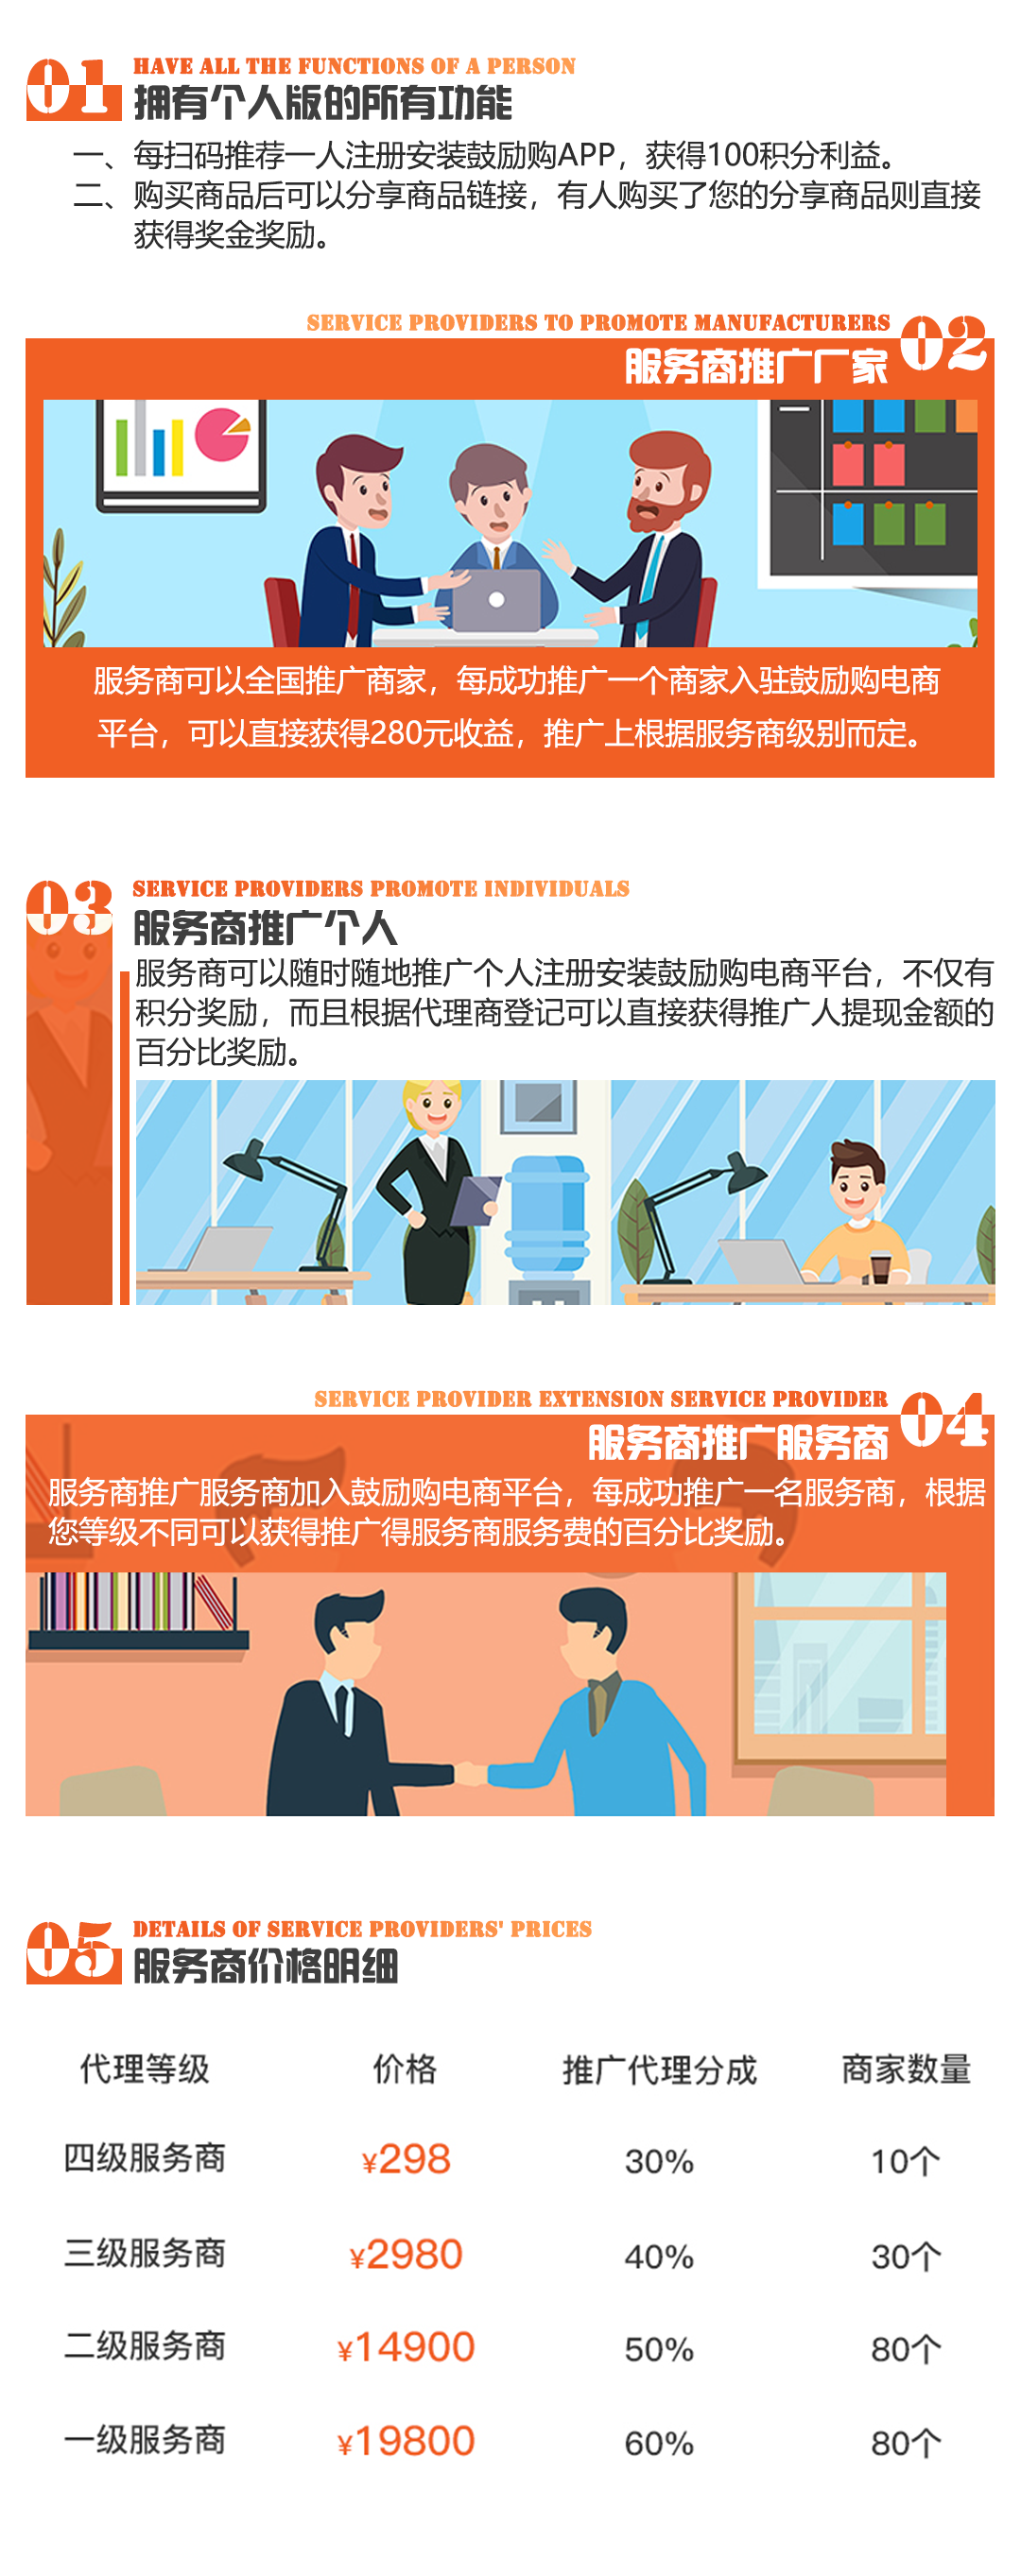 01
HAVE ALL THE FUNCTIONS OF A PERSON
拥有个人版的所有功能
一、每扫码推荐一人注册安装鼓励购APP，获得100积分利益。
二、购买商品后可以分享商品链接，有人购买了您的分享商品则直接
获得奖金奖励。
SERVICE PROVIDERS TO PROMOTE MANUFACTURERS
02
服务商推广厂家
服务商可以全国推广商家，每成功推广一个商家入驻鼓励购电商
平台，可以直接获得280元收益，推广上根据服务商级别而定。
03
SERVICE PROVIDERS PROMOTE INDIVIDUALS
服务商推广个人
服务商可以随时随地推广个人注册安装鼓励购电商平台，不仅有
积分奖励，而且根据代理商登记可以直接获得推广人提现金额的
百分比奖励。
SERVICE PROVIDER EXTENSION SERVICE PROVIDER
04
服务商推广服务商
服务商推广服务商加入鼓励购电商平台，每成功推广一名服务商，根据
您等级不同可以获得推广得服务商服务费的百分比奖励。
05
DETAILS OF SERVICE PROVIDERS' PRICES
服务商价格明细
代理等级 价格 推广代理分成 商家数量
四级服务商 ¥298 30% 10个
三级服务商 ¥2980 40% 30个
二级服务商 ¥14900 50% 80个
一级服务商 ¥19800 60% 80个